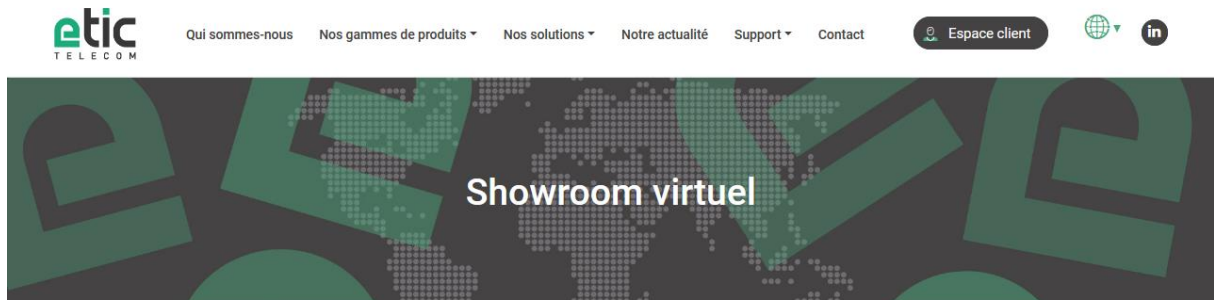 etic
TELECOM
Qui sommes-nous Nos gammes de produits Nos solutions Notre actualité Support Contact Espace client in
Showroom virtuel